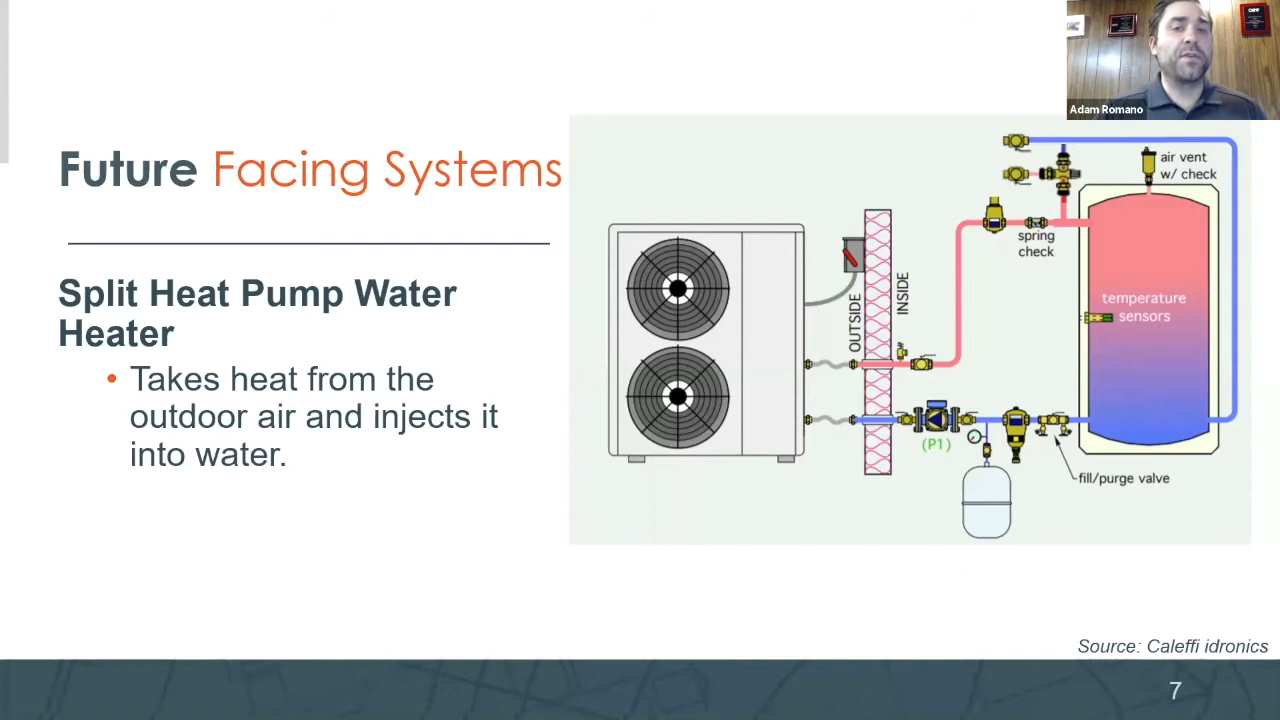 Adam Romano
Future Facing Systems
Split Heat Pump Water
Heater
• Takes heat from the
outdoor air and injects it
into water.
air vent
w/ check
spring
check
OUTSIDE
INSIDE
temperature
sensors
(P1)
fill/purge valve
Source: Caleffi idronics
7